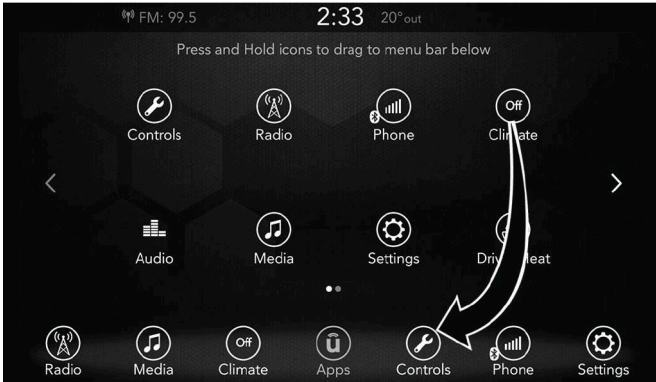 FM: 99.5 2:33 20° out
Press and Hold icons to drag to menu bar below
Off
Controls Radio Phone Climate
Audio Media Settings
Off ū
Radio Media Climate Apps Controls Phone Settings